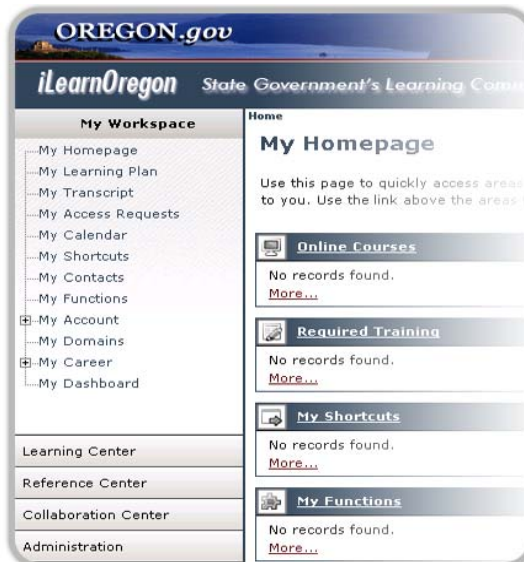 OREGON.gov
iLearnOregon State Government's Learning Com
My Workspace
My Homepage
My Learning Plan
My Transcript
My Access Requests
My Calendar
My Shortcuts
My Contacts
My Functions
My Account
My Domains
My Career
My Dashboard
Learning Center
Reference Center
Collaboration Center
Administration
Home
My Homepage
Use this page to quickly access areas
to you. Use the link above the areas
Online Courses
No records found.
More...
Required Training
No records found.
More...
My Shortcuts
No records found.
More...
My Functions
No records found.
More...